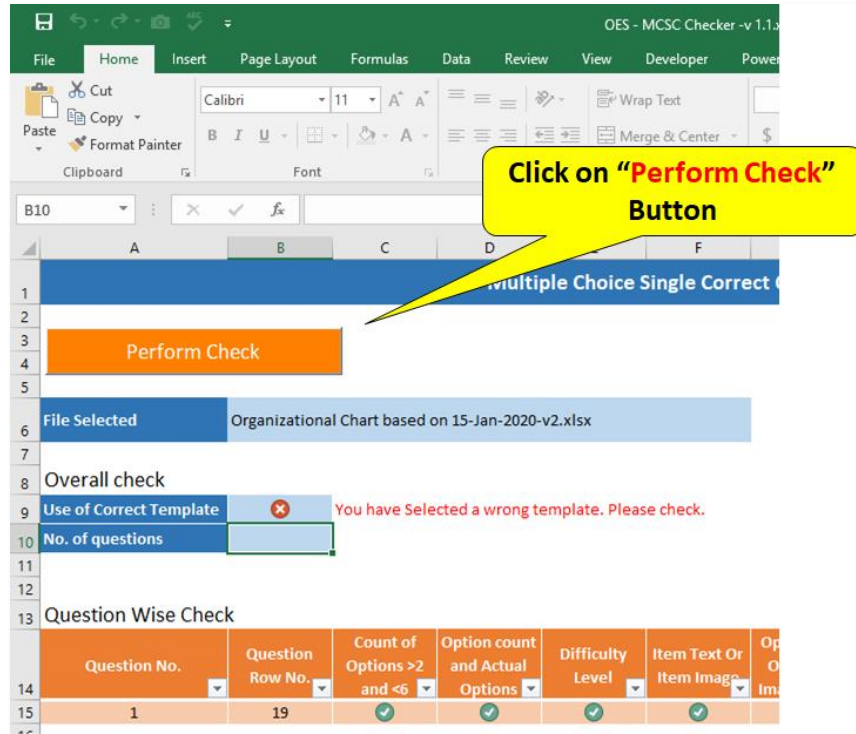 OES - MCSC Checker -v 1.1.x
File Home Insert Page Layout Formulas Data Review View Developer Power
Cut
Copy
Paste
Format Painter
Calibri 11 A A
B I U A
Wrap Text
Merge & Center $
Clipboard Font
Click on “Perform Check”
Button
B10 fx
A B C D F
1 Multiple Choice Single Correct
2
3
Perform Check
4
5
6 File Selected Organizational Chart based on 15-Jan-2020-v2.xlsx
7
8 Overall check
9 Use of Correct Template You have Selected a wrong template. Please check.
10 No. of questions
11
12
13 Question Wise Check
Count of Option count Op
Question No. Question Options >2 and Actual Difficulty Item Text Or
Row No. and <6 Options Level Item Image
14
15 1 19